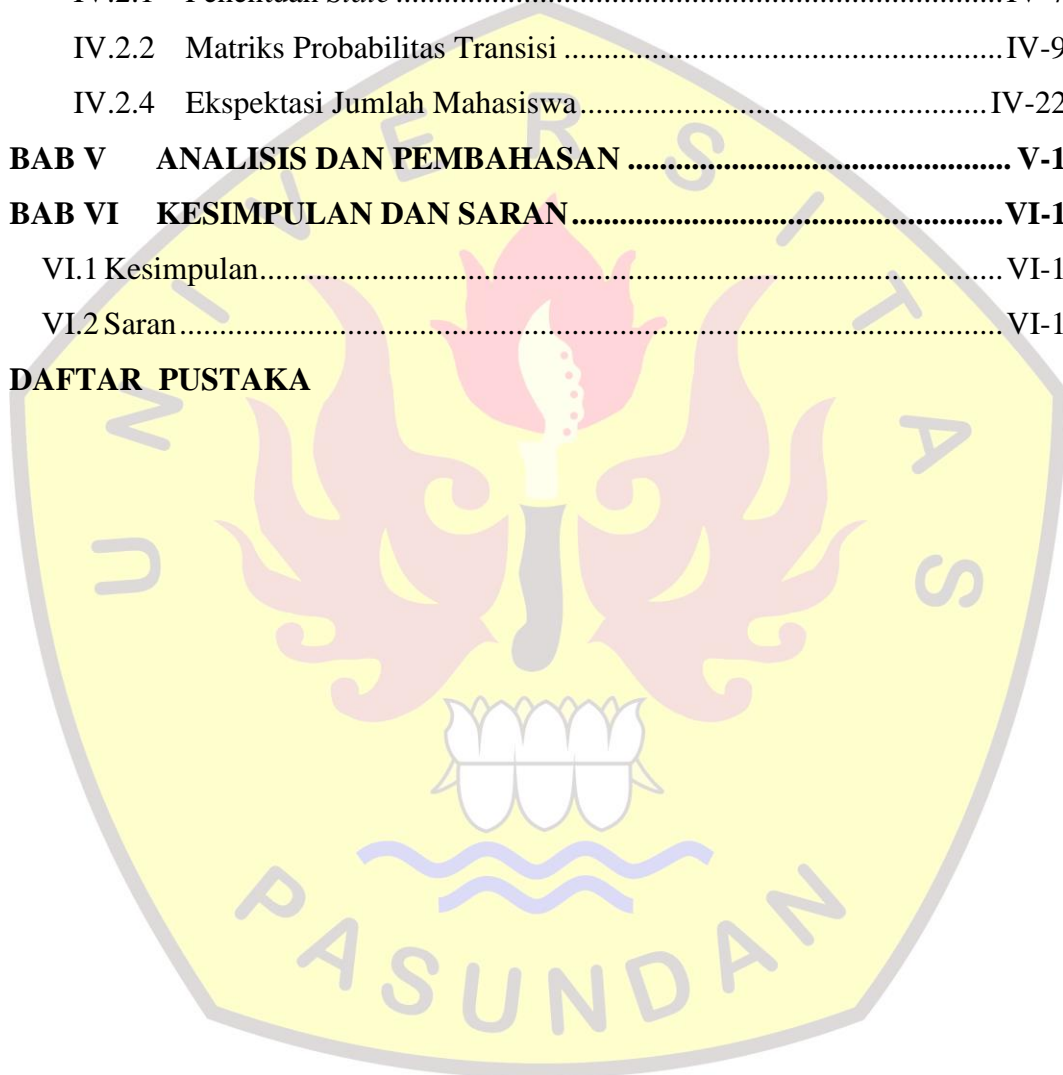 IV.2.2 Matriks Probabilitas Transisi ..................................................... IV-9
IV.2.4 Ekspektasi Jumlah Mahasiswa ................................................... IV-22
BAB V ANALISIS DAN PEMBAHASAN ................................................ V-1
BAB VI KESIMPULAN DAN SARAN ...................................................... VI-1
VI.1 Kesimpulan ............................................................................................. VI-1
VI.2 Saran ....................................................................................................... VI-1
DAFTAR PUSTAKA
UNIVERSITAS
PASUNDAN